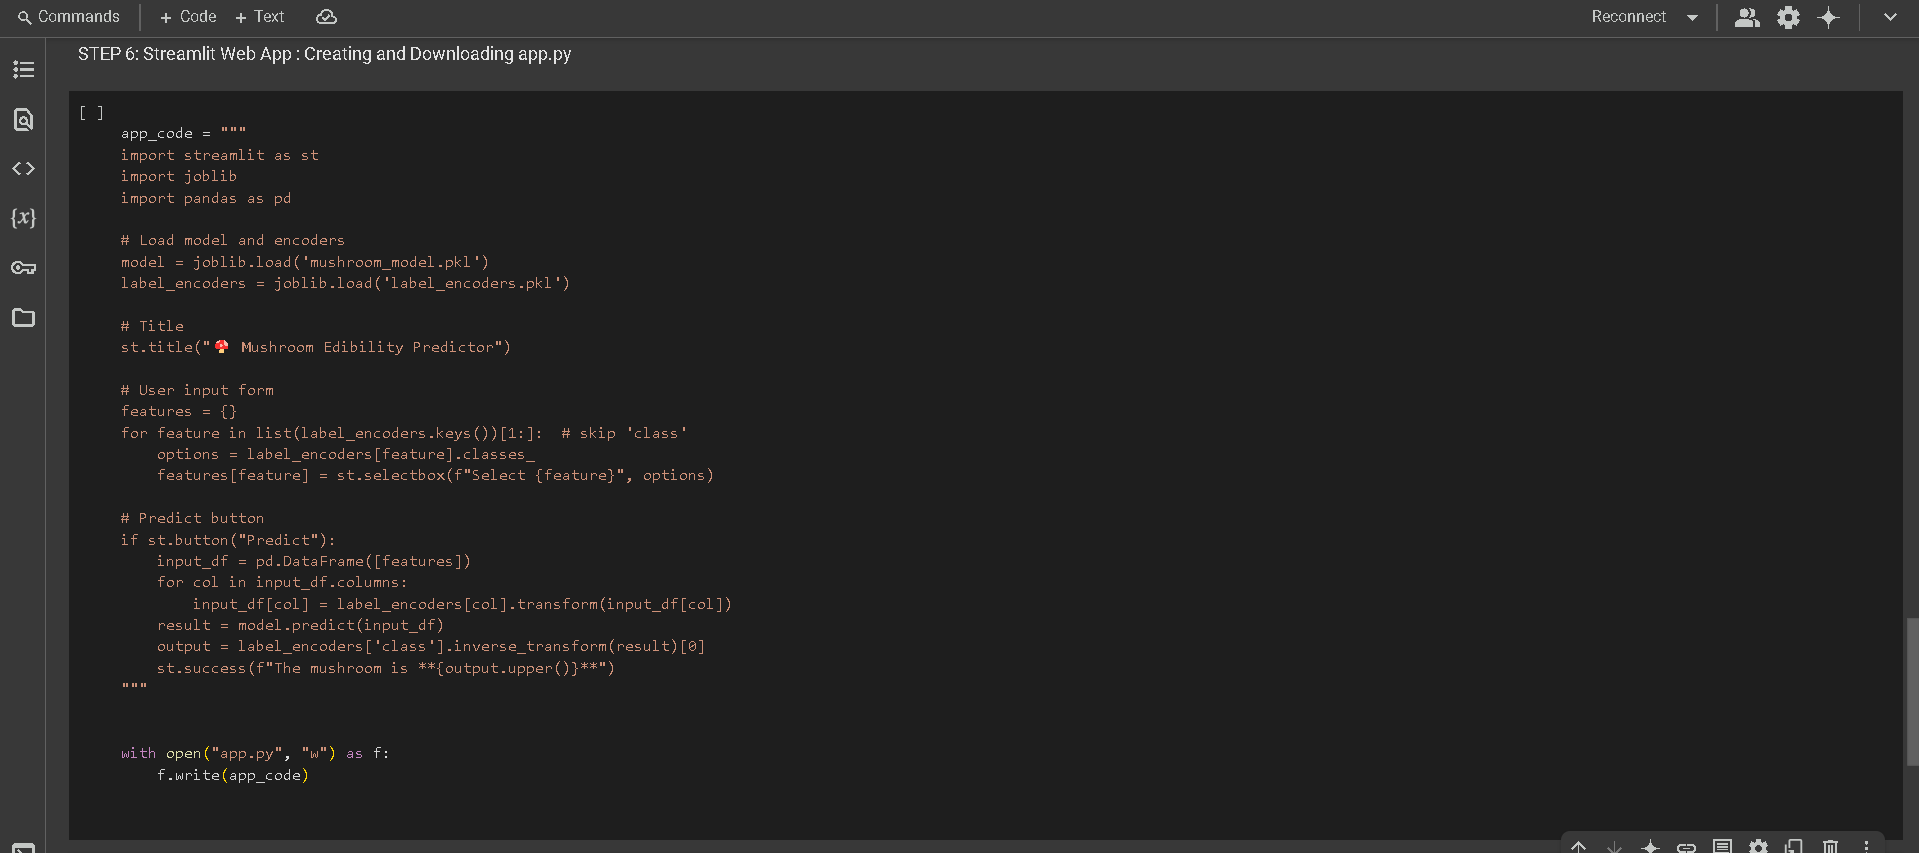 Commands + Code + Text Reconnect
STEP 6: Streamlit Web App : Creating and Downloading app.py
[ ]
app_code = """
import streamlit as st
import joblib
import pandas as pd
# Load model and encoders
model = joblib.load('mushroom_model.pkl')
label_encoders = joblib.load('label_encoders.pkl')
# Title
st.title("🍄 Mushroom Edibility Predictor")
# User input form
features = {}
for feature in list(label_encoders.keys())[1:]:  # skip 'class'
    options = label_encoders[feature].classes_
    features[feature] = st.selectbox(f"Select {feature}", options)
# Predict button
if st.button("Predict"):
    input_df = pd.DataFrame([features])
    for col in input_df.columns:
        input_df[col] = label_encoders[col].transform(input_df[col])
    result = model.predict(input_df)
    output = label_encoders['class'].inverse_transform(result)[0]
    st.success(f"The mushroom is **{output.upper()}**")
"""
with open("app.py", "w") as f:
    f.write(app_code)